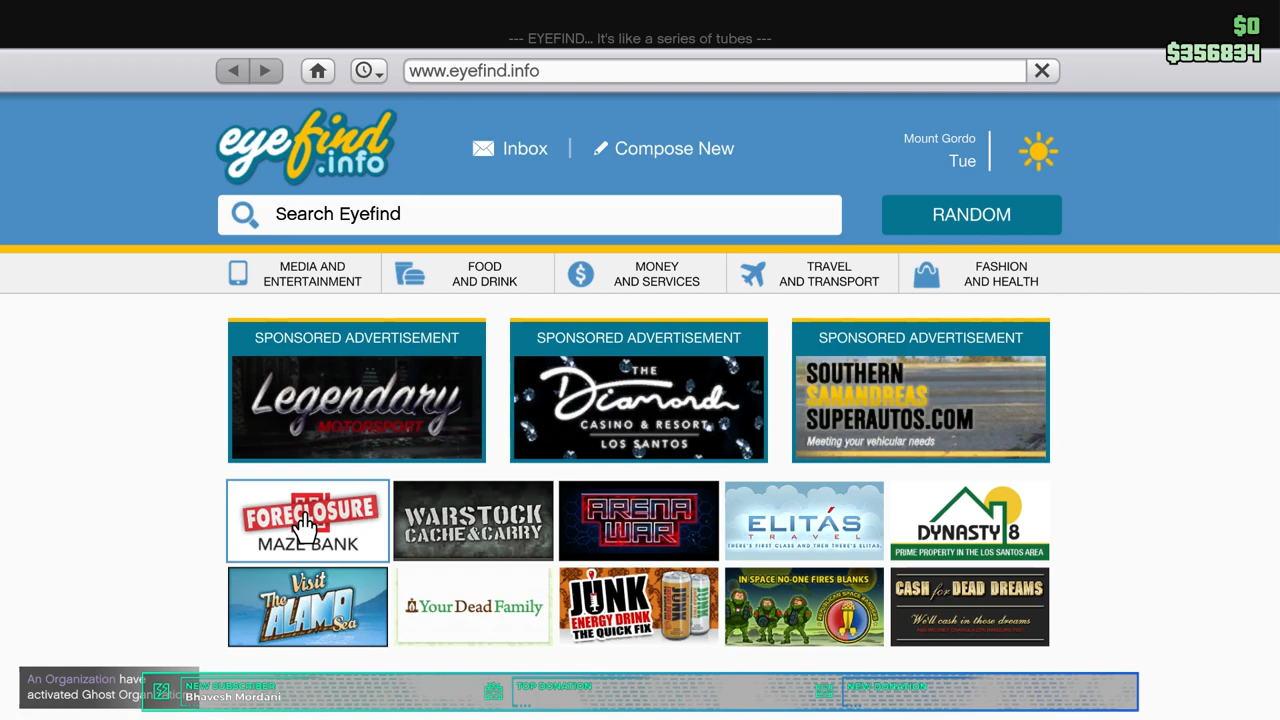 $0
--- EYEFIND... It's like a series of tubes ---
$356834
www.eyefind.info
eyefind
.info
Inbox
Compose New
Mount Gordo
Tue
Search Eyefind
RANDOM
MEDIA AND
ENTERTAINMENT
FOOD
AND DRINK
MONEY
AND SERVICES
TRAVEL
AND TRANSPORT
FASHION
AND HEALTH
SPONSORED ADVERTISEMENT
Legendary
MOTORSPORT
SPONSORED ADVERTISEMENT
THE
Diamond
CASINO & RESORT
LOS SANTOS
SPONSORED ADVERTISEMENT
SOUTHERN
SANANDREAS
SUPERAUTOS.COM
Meeting your vehicular needs
FORECLOSURE
MAZE BANK
WARSTOCK
CACHE & CARRY
ARENA
WAR
ELITÁS
TRAVEL
THERE'S FIRST CLASS AND THEN THERE'S ELITAS.
DYNASTY 8
PRIME PROPERTY IN THE LOS SANTOS AREA
Visit
The
ALAMO
Sea
Your Dead Family
JUNK
ENERGY DRINK
THE QUICK FIX
IN SPACE NO-ONE FIRES BLANKS
CASH for DEAD DREAMS
We'll cash in those dreams
An Organization have
activated Ghost
NEW SUBSCRIBER
Bhavesh Mordani
TOP DONATION
....
NEW DONATION
....